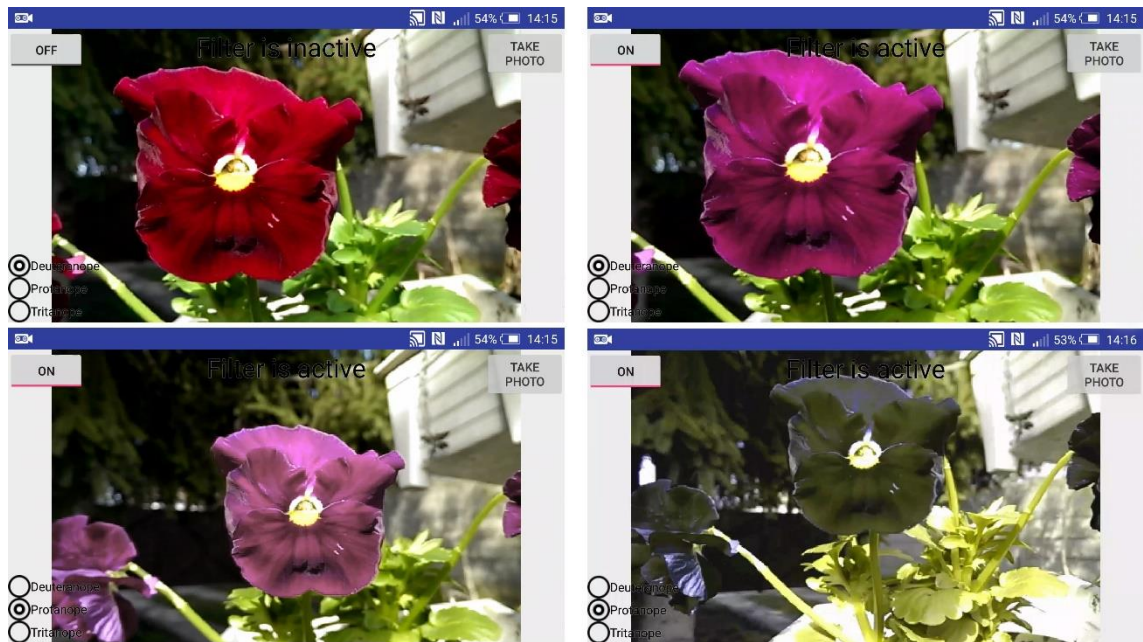 54% 14:15
OFF
Filter is inactive
TAKE
PHOTO
Deuteranope
Protanope
Tritanope
54% 14:15
ON
Filter is active
TAKE
PHOTO
Deuteranope
Protanope
Tritanope
54% 14:15
ON
Filter is active
TAKE
PHOTO
Deuteranope
Protanope
Tritanope
53% 14:16
ON
Filter is active
TAKE
PHOTO
Deuteranope
Protanope
Tritanope